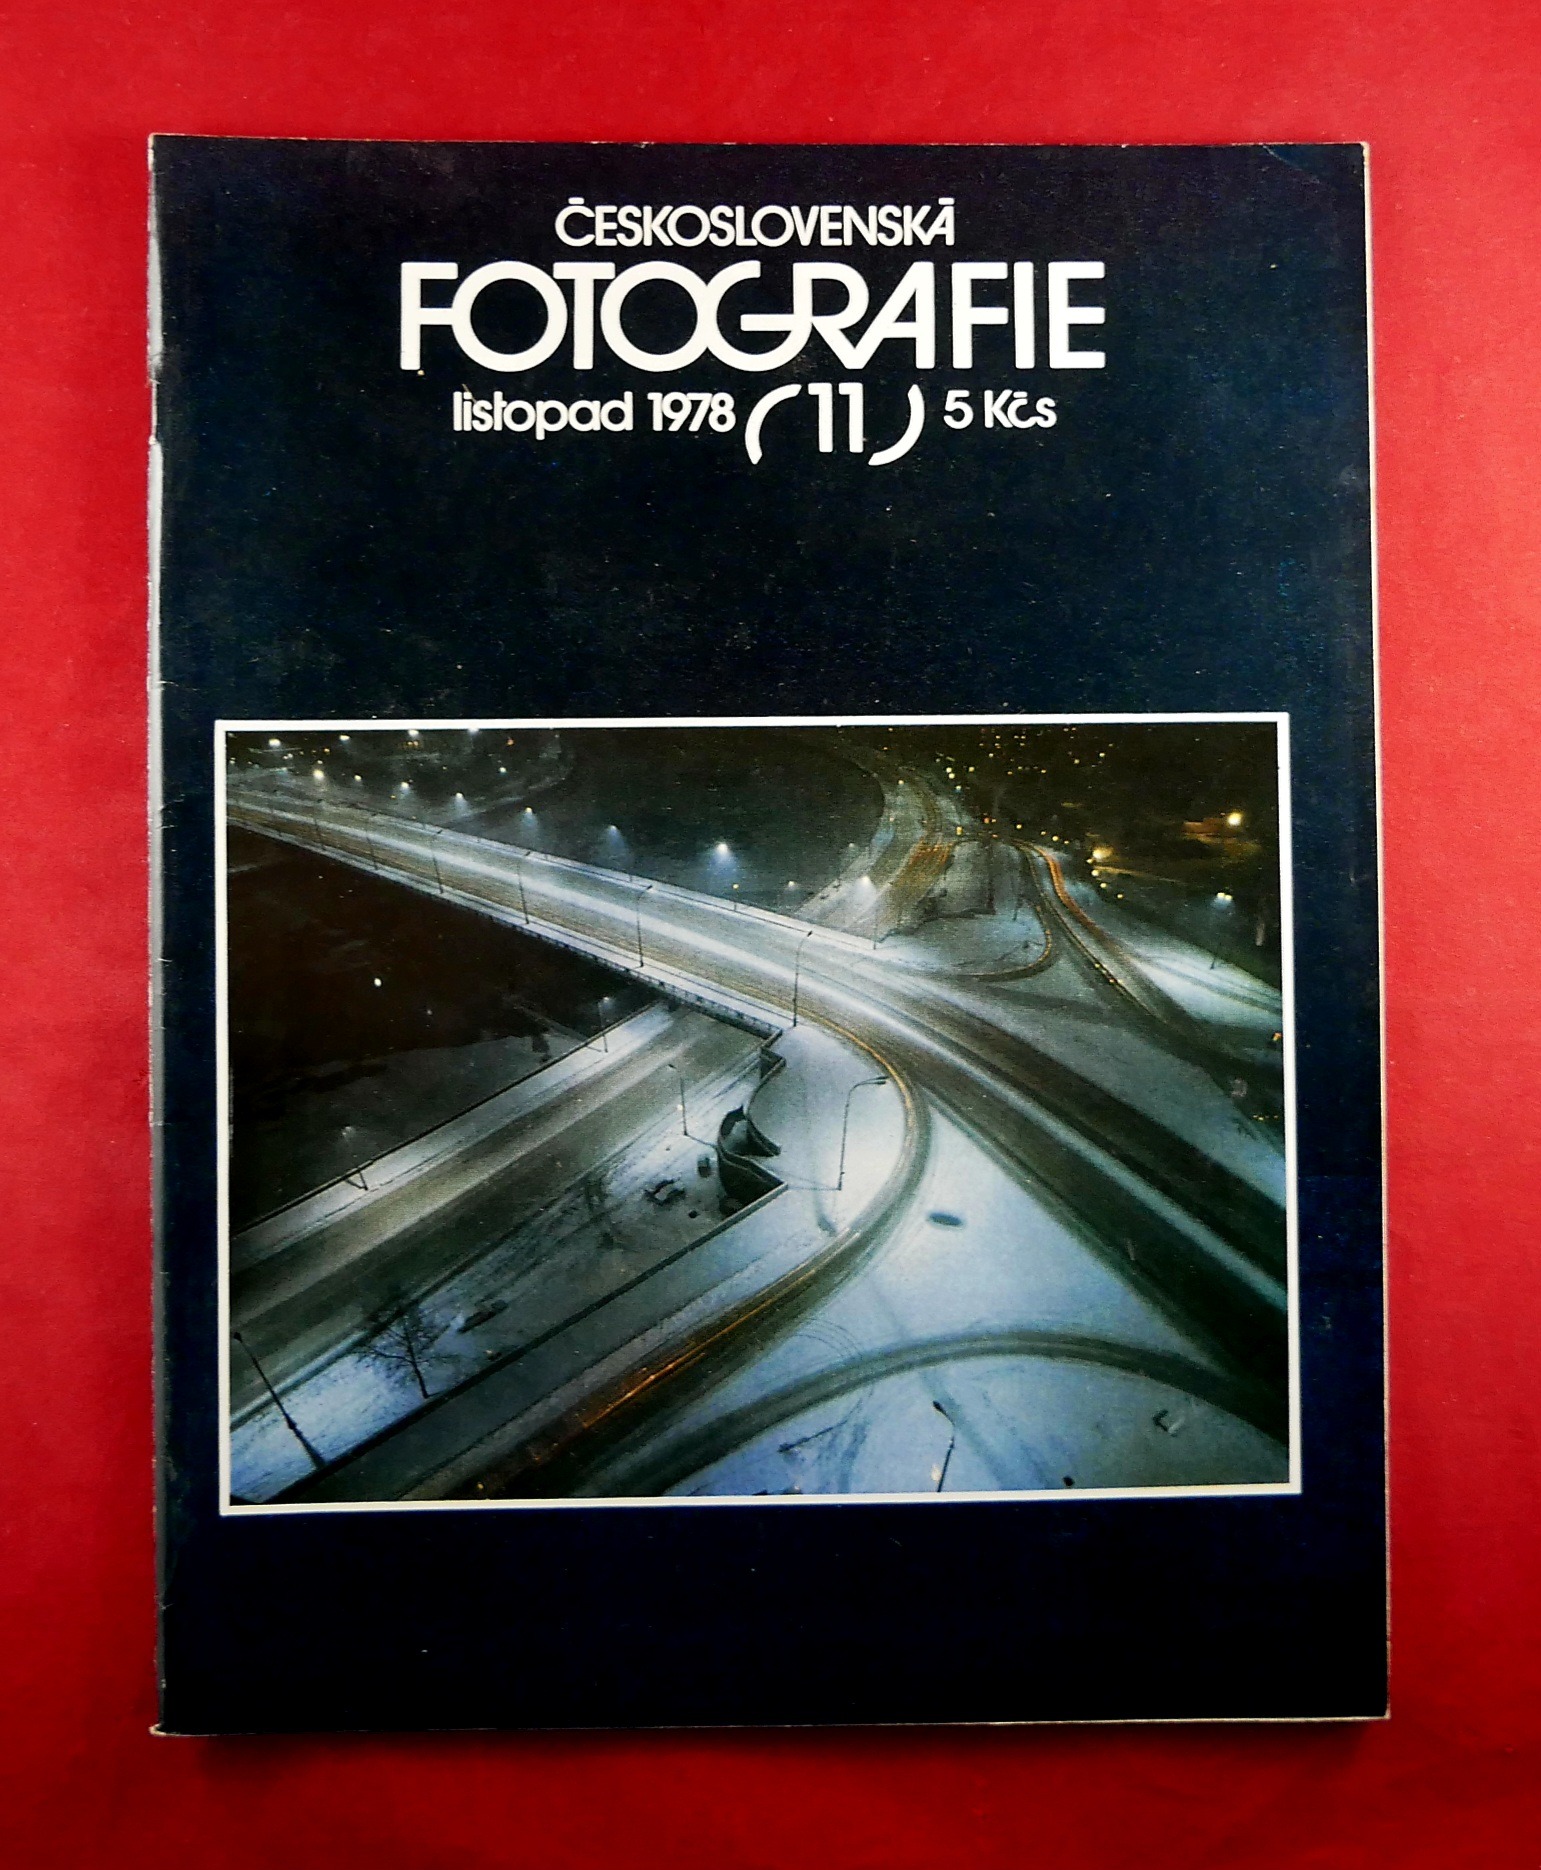 ČESKOSLOVENSKÁ
FOTOGRAFIE
listopad 1978 (11) 5 Kčs